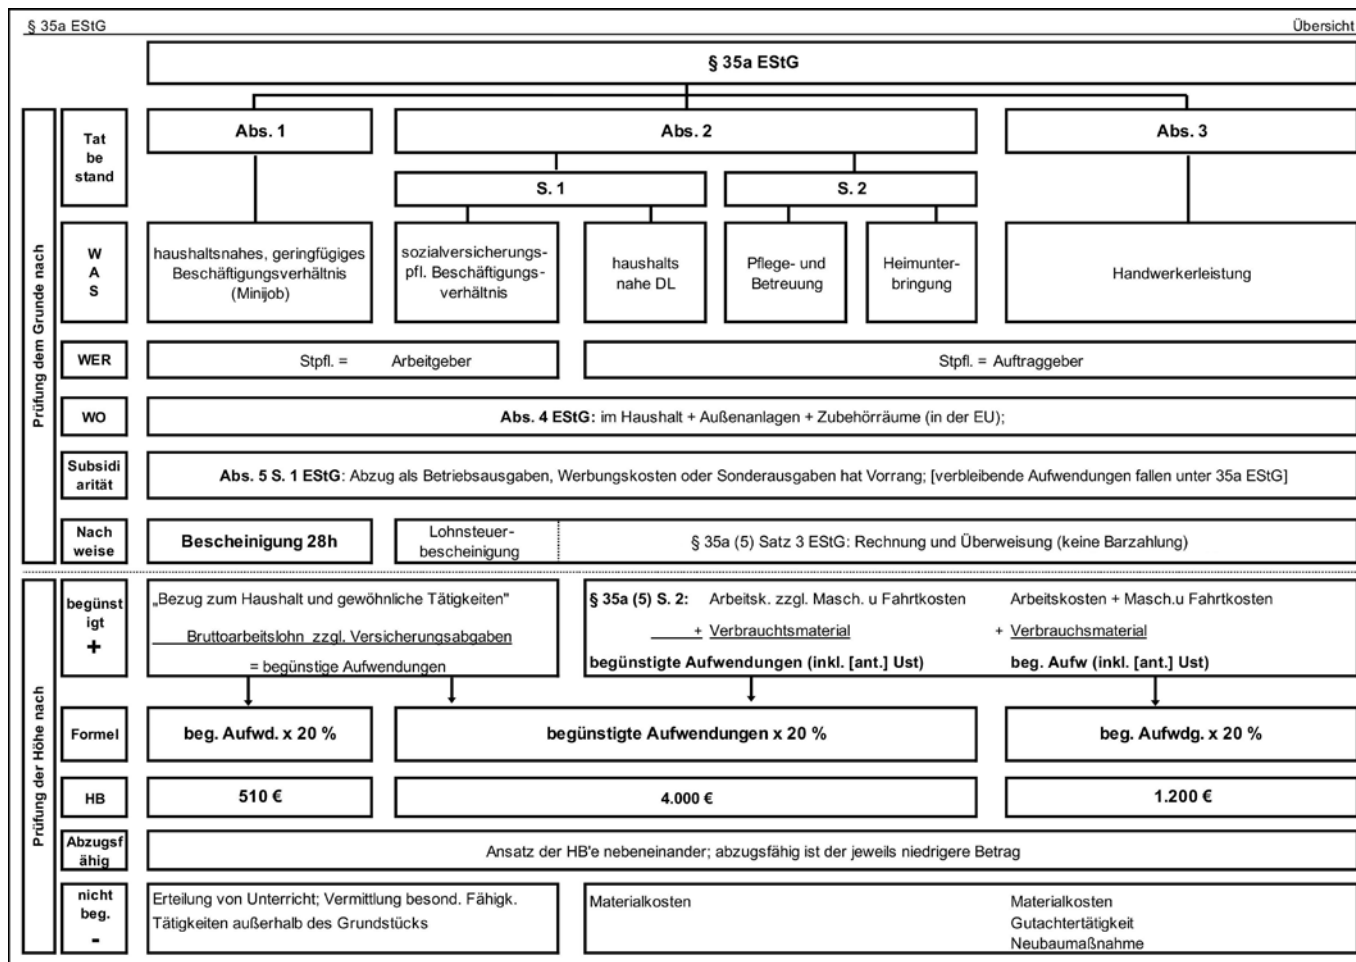 § 35a EStG Übersicht
§ 35a EStG
Prüfung dem Grunde nach
Tat
be
stand
Abs. 1 Abs. 2 Abs. 3
S. 1 S. 2
W
A
S
haushaltsnahes, geringfügiges
Beschäftigungsverhältnis
(Minijob)
sozialversicherungs-
pfl. Beschäftigungs-
verhältnis
haushalts
nahe DL
Pflege- und
Betreuung
Heimunter-
bringung
Handwerkerleistung
WER
Stpfl. = Arbeitgeber
Stpfl. = Auftraggeber
WO
Abs. 4 EStG: im Haushalt + Außenanlagen + Zubehörräume (in der EU);
Subsidi
arität
Abs. 5 S. 1 EStG: Abzug als Betriebsausgaben, Werbungskosten oder Sonderausgaben hat Vorrang; [verbleibende Aufwendungen fallen unter 35a EStG]
Nach
weise
Bescheinigung 28h
Lohnsteuer-
bescheinigung
§ 35a (5) Satz 3 EStG: Rechnung und Überweisung (keine Barzahlung)
Prüfung der Höhe nach
begünst
igt
+
„Bezug zum Haushalt und gewöhnliche Tätigkeiten"
Bruttoarbeitslohn zzgl. Versicherungsabgaben
= begünstige Aufwendungen
§ 35a (5) S. 2: Arbeitsk. zzgl. Masch. u Fahrtkosten
+ Verbrauchtsmaterial
begünstigte Aufwendungen (inkl. [ant.] Ust)
Arbeitskosten + Masch.u Fahrtkosten
+ Verbrauchsmaterial
beg. Aufw (inkl. [ant.] Ust)
Formel
beg. Aufwd. x 20 %
begünstigte Aufwendungen x 20 %
beg. Aufwdg. x 20 %
HB
510 €
4.000 €
1.200 €
Abzugsf
ähig
Ansatz der HB'e nebeneinander; abzugsfähig ist der jeweils niedrige Betrag
nicht
beg.
-
Erteilung von Unterricht; Vermittlung besond. Fähigk.
Tätigkeiten außerhalb des Grundstücks
Materialkosten
Materialkosten
Gutachtertätigkeit
Neubaumaßnahme